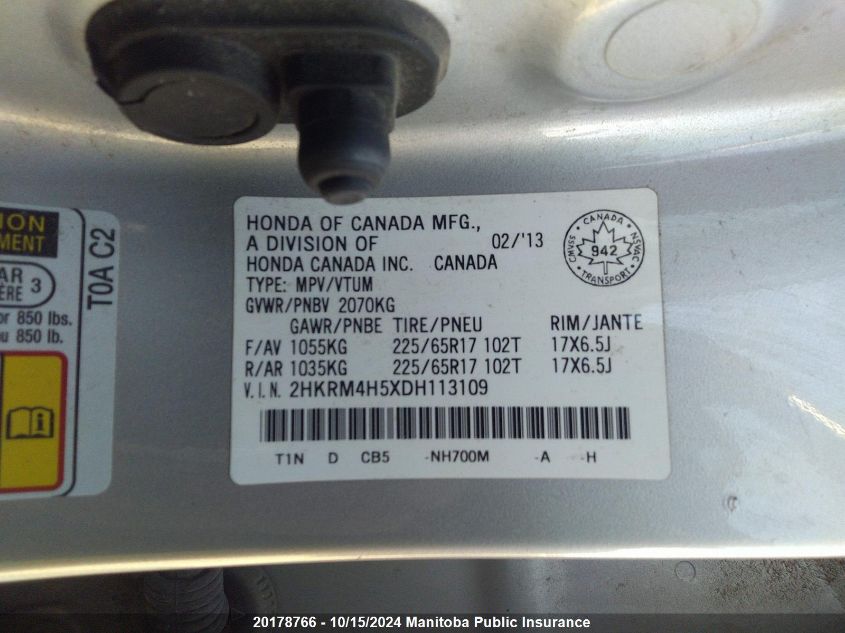 HONDA OF CANADA MFG.,
A DIVISION OF 02/'13
HONDA CANADA INC. CANADA
TYPE: MPV/VTUM
GVWR/PNBV 2070KG
GAWR/PNBE TIRE/PNEU RIM/JANTE
F/AV 1055KG 225/65R17 102T 17X6.5J
R/AR 1035KG 225/65R17 102T 17X6.5J
V.I.N. 2HKRM4H5XDH113109
T1N D CB5 -NH700M -A -H
CANADA
CMVSS 942 NSVAC
TRANSPORT
T0A C2
3
850 lbs.
850 lb.
20178766 - 10/15/2024 Manitoba Public Insurance